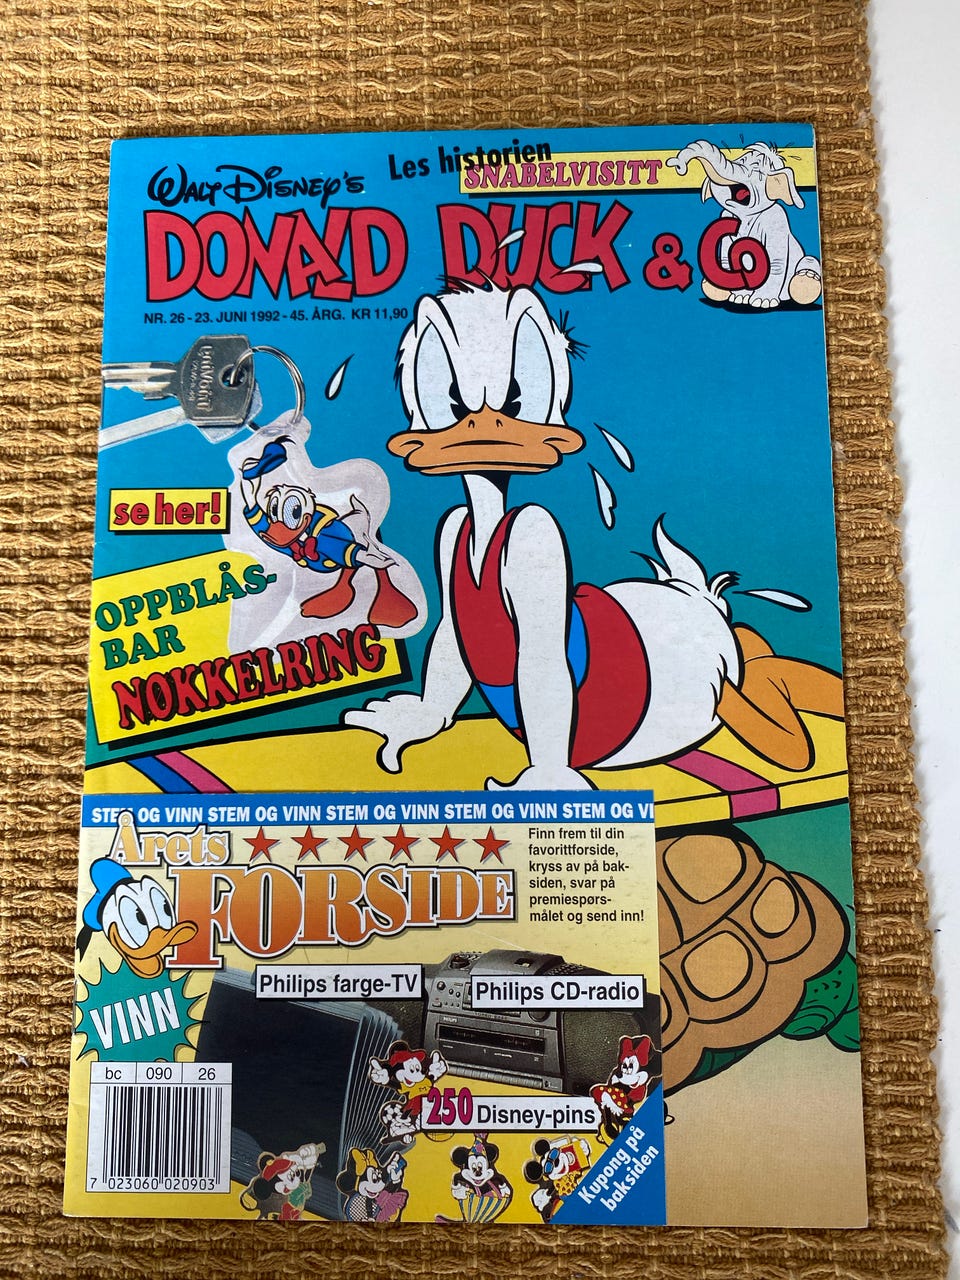 Les historien
SNABELVISITT
WALT DISNEY'S
DONALD DUCK & Co
NR. 26 - 23. JUNI 1992 - 45. ÅRG. KR 11,90
se her!
OPPBLÅS-
BAR
NØKKELRING
STEM OG VINN STEM OG VINN STEM OG VINN STEM OG VINN STEM OG VI
Årets
FORSIDE
Finn frem til din
favorittforside,
kryss av på bak-
siden, svar på
premiespørs-
målet og send inn!
Philips farge-TV
Philips CD-radio
VINN
bc 090 26
250 Disney-pins
Kupong på
baksiden
7 023060 020903